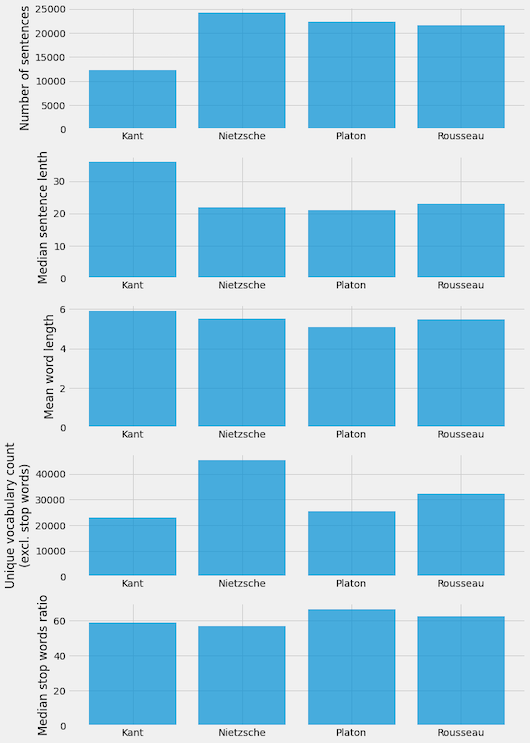 Number of sentences
25000
20000
15000
10000
5000
0
Kant Nietzsche Platon Rousseau
Median sentence lenth
30
20
10
0
Kant Nietzsche Platon Rousseau
Mean word length
6
4
2
0
Kant Nietzsche Platon Rousseau
Unique vocabulary count
(excl. stop words)
40000
30000
20000
10000
0
Kant Nietzsche Platon Rousseau
Median stop words ratio
60
40
20
0
Kant Nietzsche Platon Rousseau